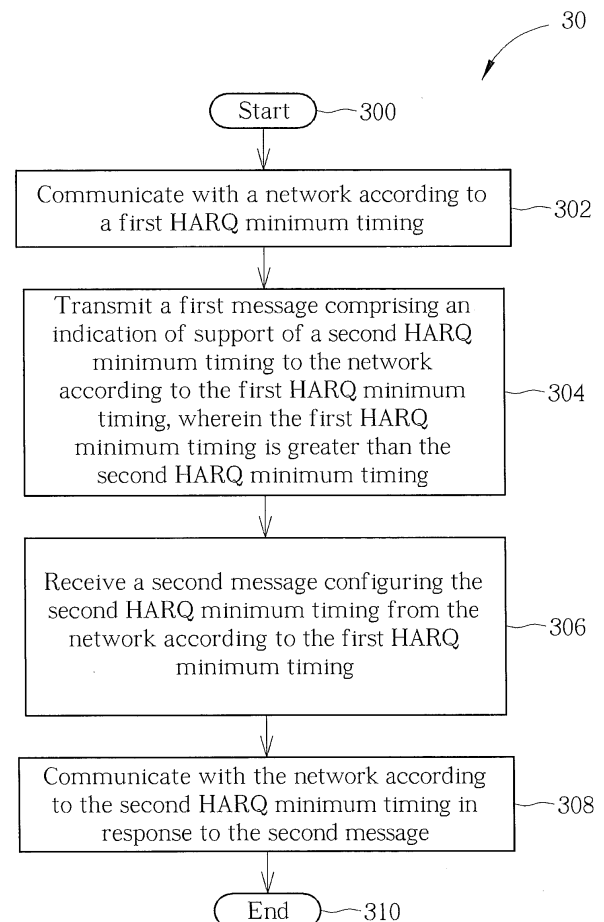 30
Start 300
Communicate with a network according to
a first HARQ minimum timing
302
Transmit a first message comprising an
indication of support of a second HARQ
minimum timing to the network
according to the first HARQ minimum
timing, wherein the first HARQ
minimum timing is greater than the
second HARQ minimum timing
304
Receive a second message configuring the
second HARQ minimum timing from the
network according to the first HARQ
minimum timing
306
Communicate with the network according
to the second HARQ minimum timing in
response to the second message
308
End 310